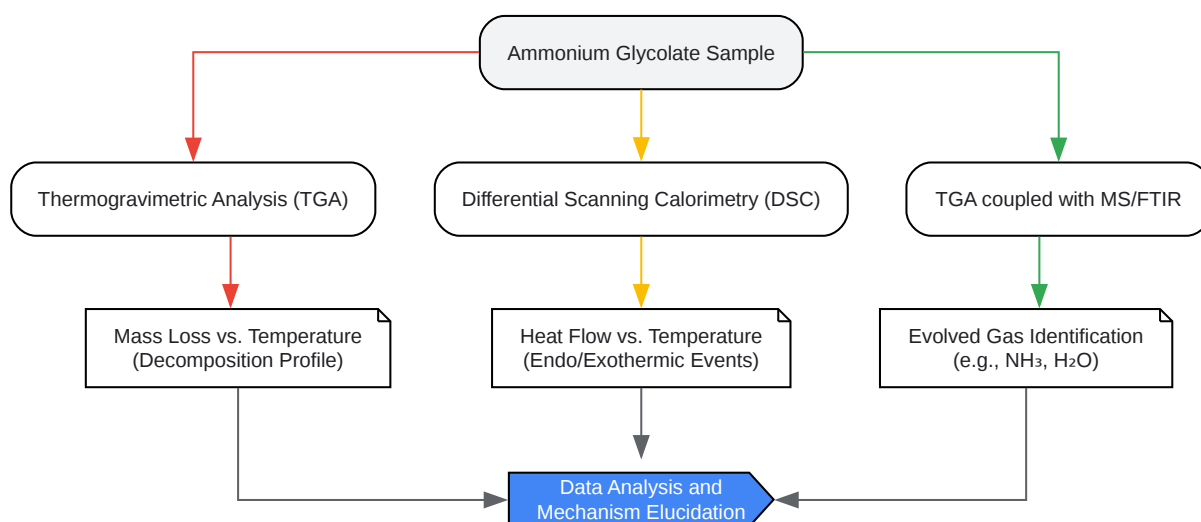 Ammonium Glycolate Sample
Thermogravimetric Analysis (TGA)
Differential Scanning Calorimetry (DSC)
TGA coupled with MS/FTIR
Mass Loss vs. Temperature
(Decomposition Profile)
Heat Flow vs. Temperature
(Endo/Exothermic Events)
Evolved Gas Identification
(e.g., NH₃, H₂O)
Data Analysis and
Mechanism Elucidation